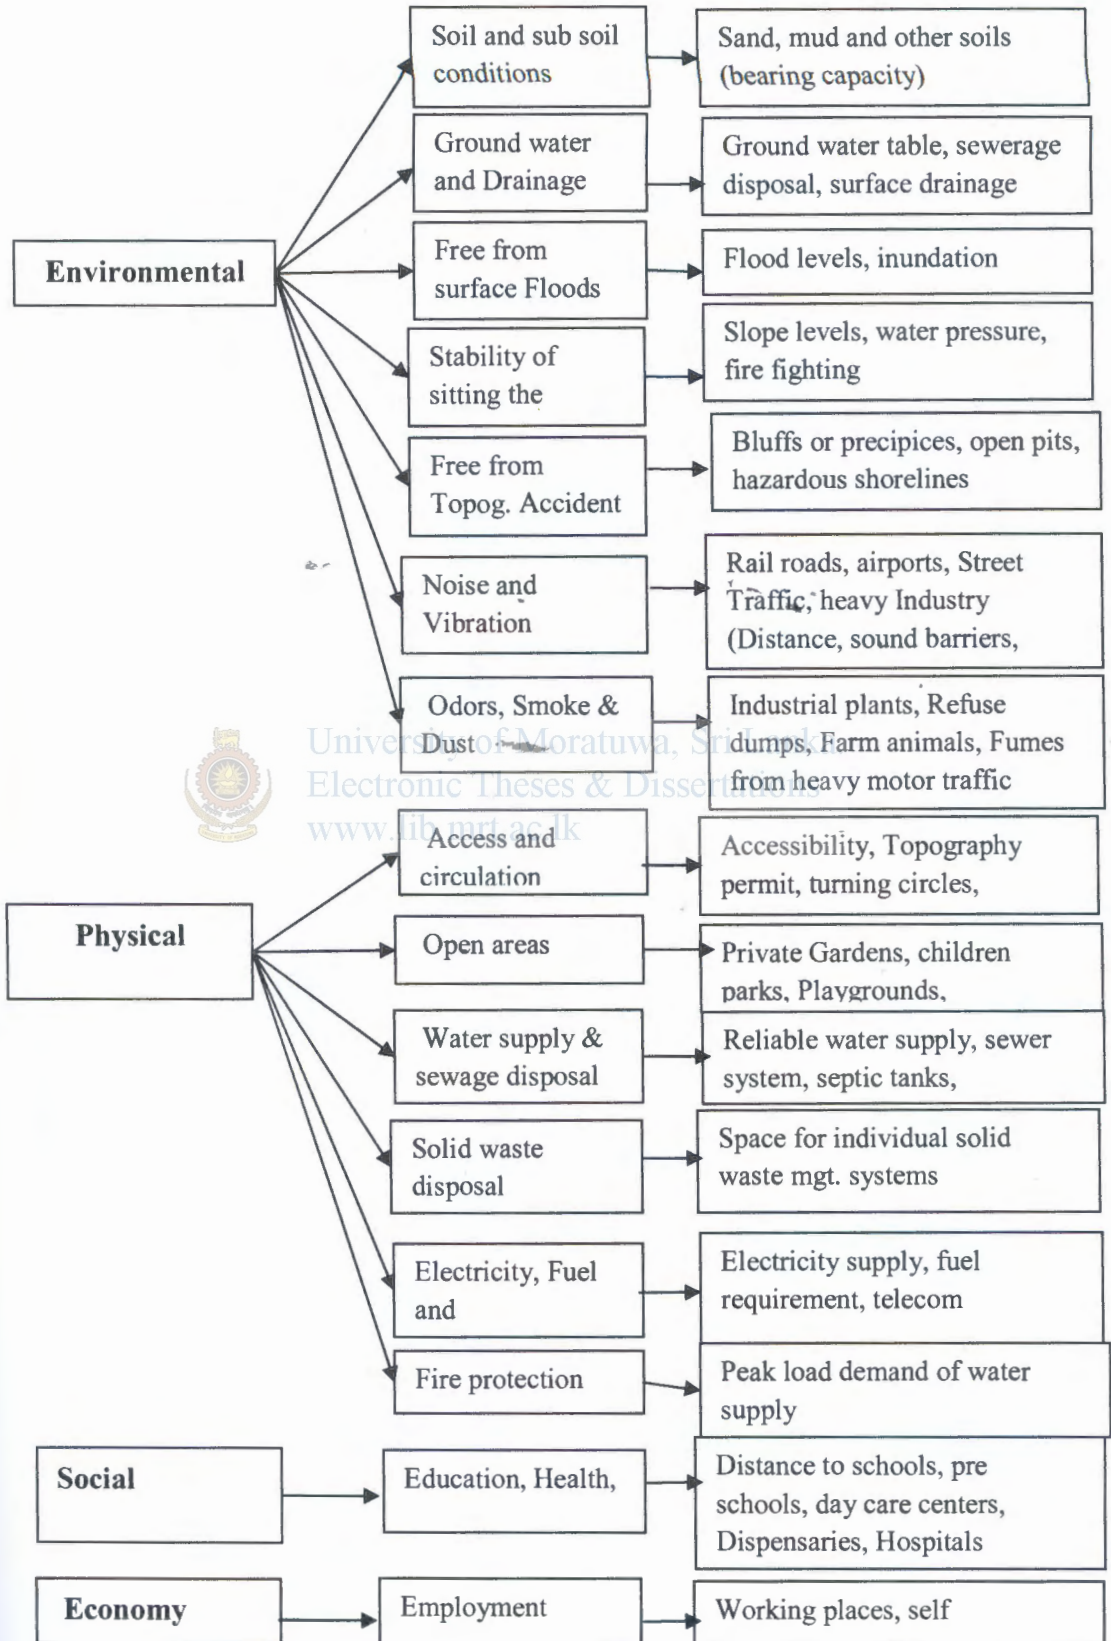 Environmental
Soil and sub soil
conditions
Sand, mud and other soils
(bearing capacity)
Ground water
and Drainage
Ground water table, sewerage
disposal, surface drainage
Free from
surface Floods
Flood levels, inundation
Stability of
sitting the
Slope levels, water pressure,
fire fighting
Free from
Topog. Accident
Bluffs or precipices, open pits,
hazardous shorelines
Noise and
Vibration
Rail roads, airports, Street
Traffic, heavy Industry
(Distance, sound barriers,
Odors, Smoke &
Dust
Industrial plants, Refuse
dumps, Farm animals, Fumes
from heavy motor traffic
University of Moratuwa, Sri Lanka.
Electronic Theses & Dissertations
www.lib.mrt.ac.lk
Physical
Access and
circulation
Accessibility, Topography
permit, turning circles,
Open areas
Private Gardens, children
parks, Playgrounds,
Water supply &
sewage disposal
Reliable water supply, sewer
system, septic tanks,
Solid waste
disposal
Space for individual solid
waste mgt. systems
Electricity, Fuel
and
Electricity supply, fuel
requirement, telecom
Fire protection
Peak load demand of water
supply
Social
Education, Health,
Distance to schools, pre
schools, day care centers,
Dispensaries, Hospitals
Economy
Employment
Working places, self